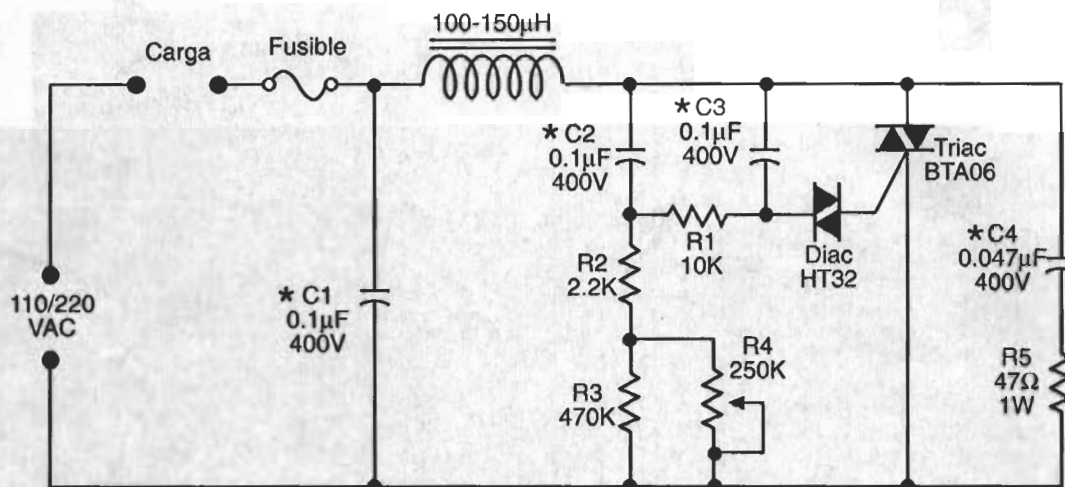 100-150µH
Carga
Fusible
* C2
0.1µF
400V
* C3
0.1µF
400V
Triac
BTA06
R1
10K
Diac
HT32
* C4
0.047µF
400V
R2
2.2K
110/220
VAC
* C1
0.1µF
400V
R3
470K
R4
250K
R5
47Ω
1W